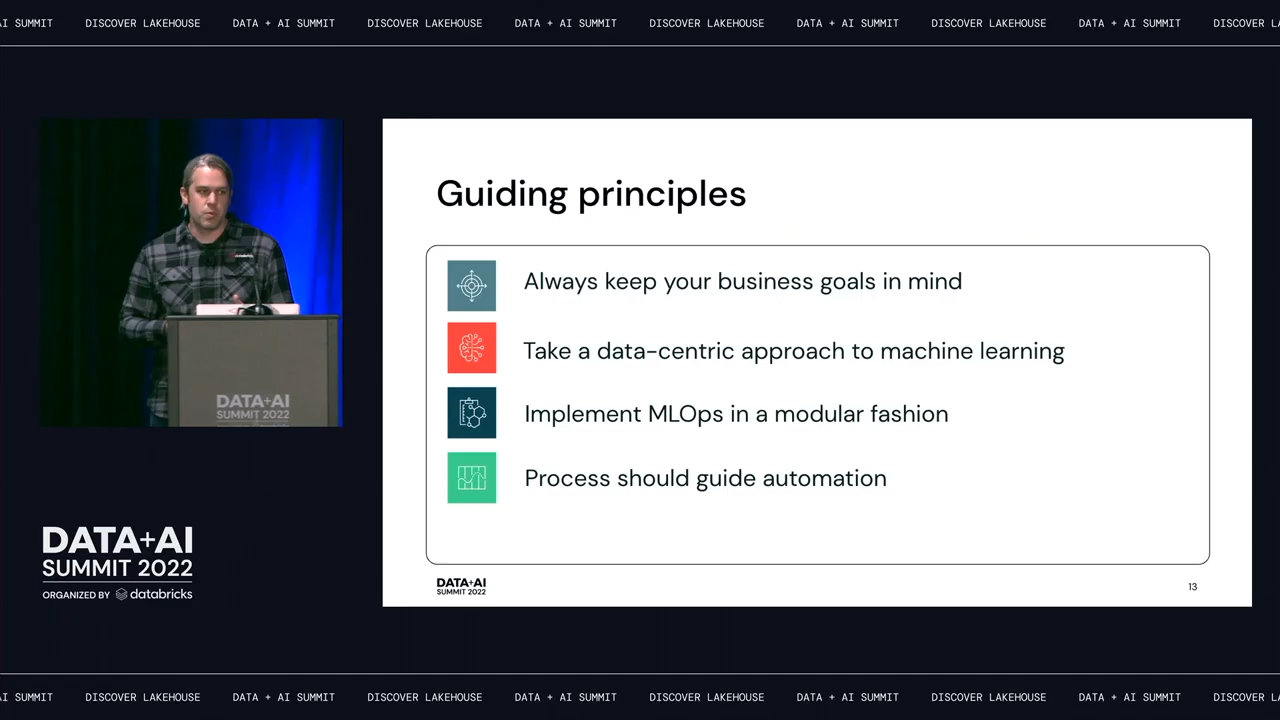 AI SUMMIT DISCOVER LAKEHOUSE DATA + AI SUMMIT DISCOVER LAKEHOUSE DATA + AI SUMMIT DISCOVER LAKEHOUSE DATA + AI SUMMIT DISCOVER LAKEHOUSE DATA + AI SUMMIT DISCOVER
Guiding principles
Always keep your business goals in mind
Take a data-centric approach to machine learning
Implement MLOps in a modular fashion
Process should guide automation
DATA+AI
SUMMIT 2022
13
DATA+AI
SUMMIT 2022
DATA+AI
SUMMIT 2022
ORGANIZED BY databricks
AI SUMMIT DISCOVER LAKEHOUSE DATA + AI SUMMIT DISCOVER LAKEHOUSE DATA + AI SUMMIT DISCOVER LAKEHOUSE DATA + AI SUMMIT DISCOVER LAKEHOUSE DATA + AI SUMMIT DISCOVER